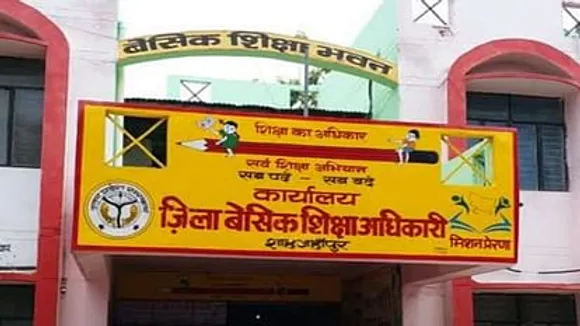 बेसिक शिक्षा भवन
शिक्षा का अधिकार
सर्व शिक्षा अभियान
सब पढें - सब बढें
कार्यालय
ज़िला बेसिक शिक्षा अधिकारी
शाहजहाँपुर
मिशन प्रेरणा